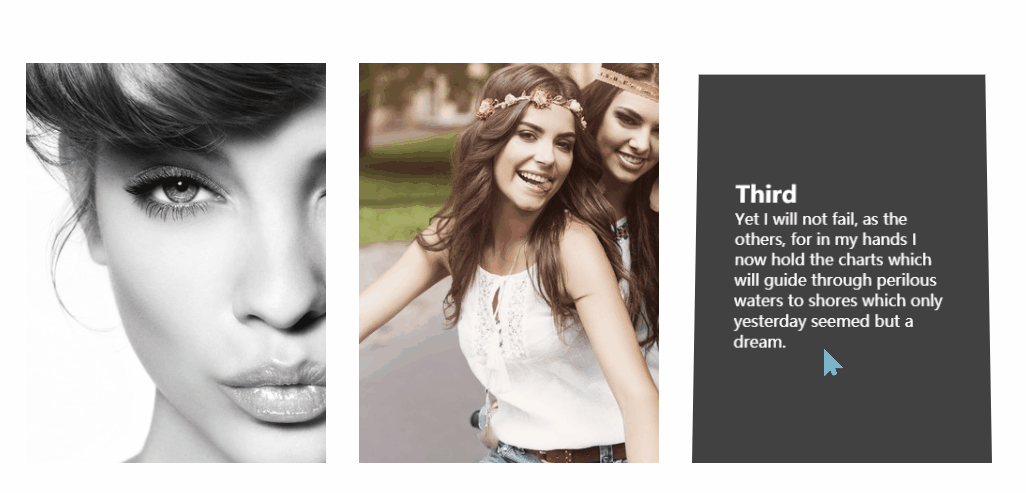 Third
Yet I will not fail, as the
others, for in my hands I
now hold the charts which
will guide through perilous
waters to shores which only
yesterday seemed but a
dream.